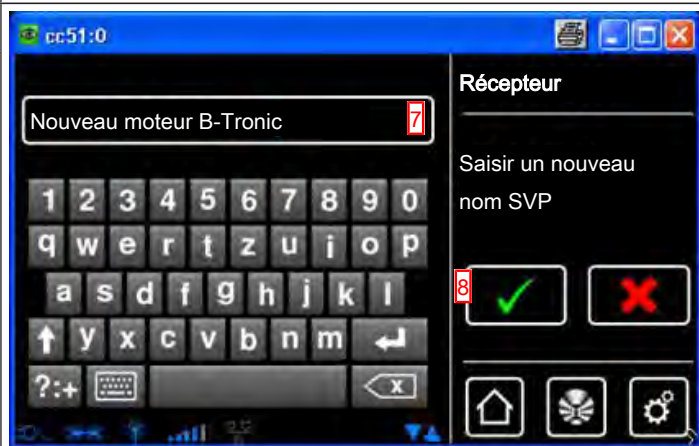 cc51:0
Récepteur
Nouveau moteur B-Tronic 7
Saisir un nouveau
nom SVP
1 2 3 4 5 6 7 8 9 0
q w e r t z u i o p
a s d f g h j k l
8
y x c v b n m
?:+ x